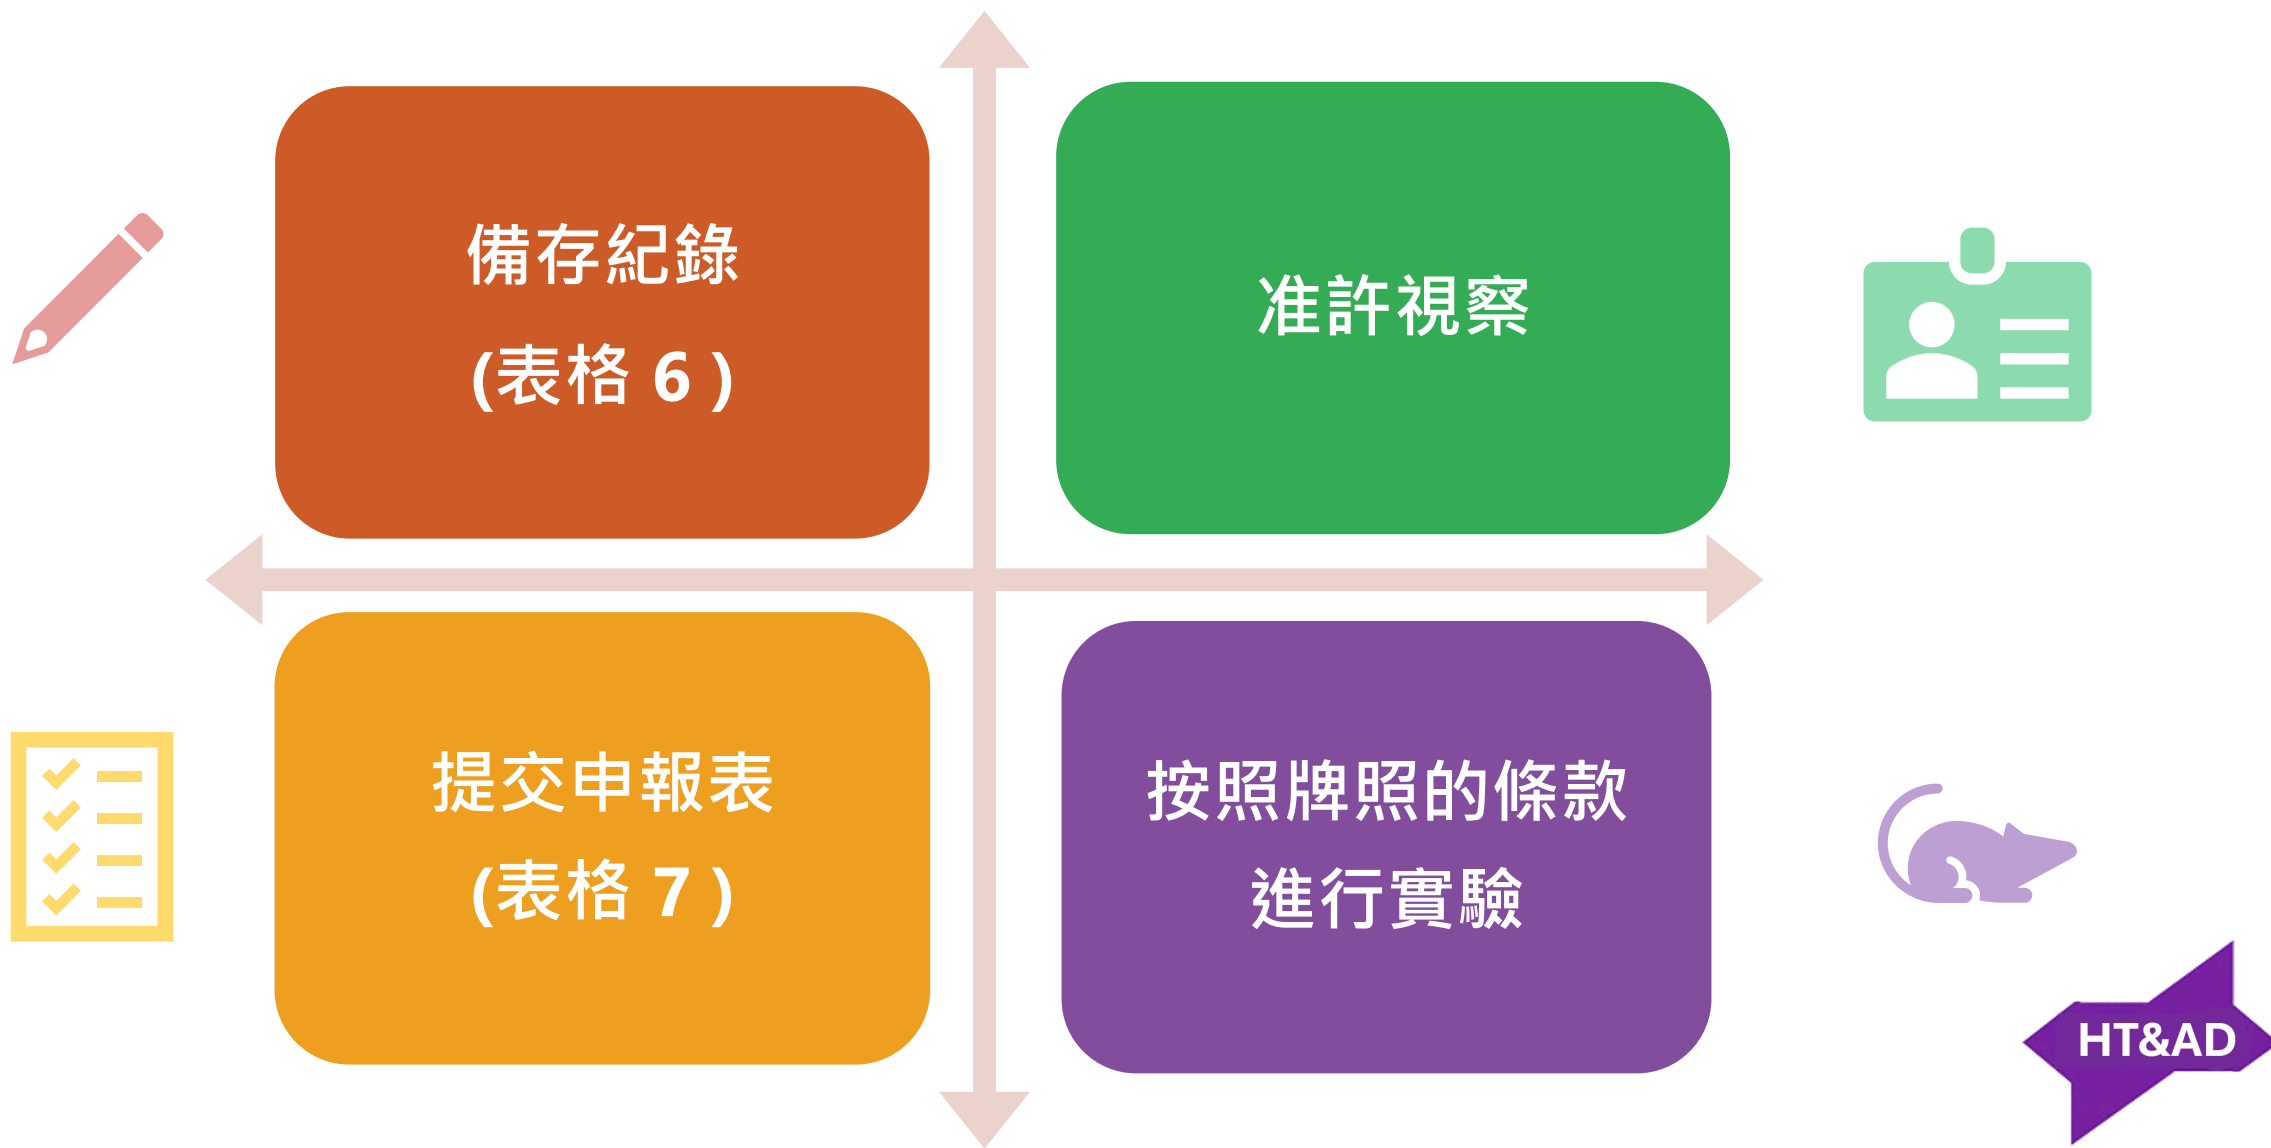 備存紀錄
(表格 6 )
准許視察
提交申報表
(表格 7 )
按照牌照的條款
進行實驗
HT&AD